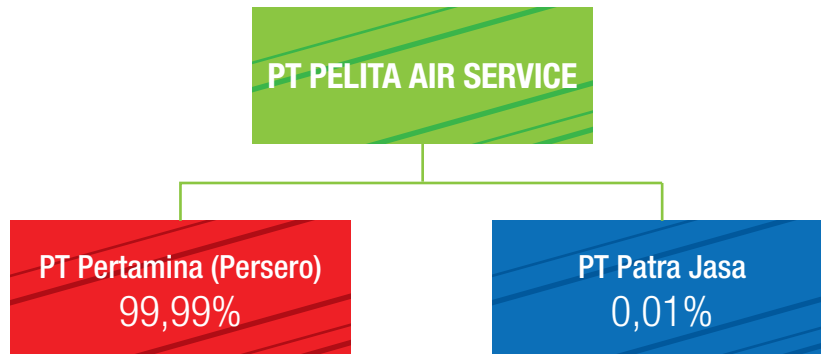 PT PELITA AIR SERVICE
PT Pertamina (Persero)
99,99%
PT Patra Jasa
0,01%